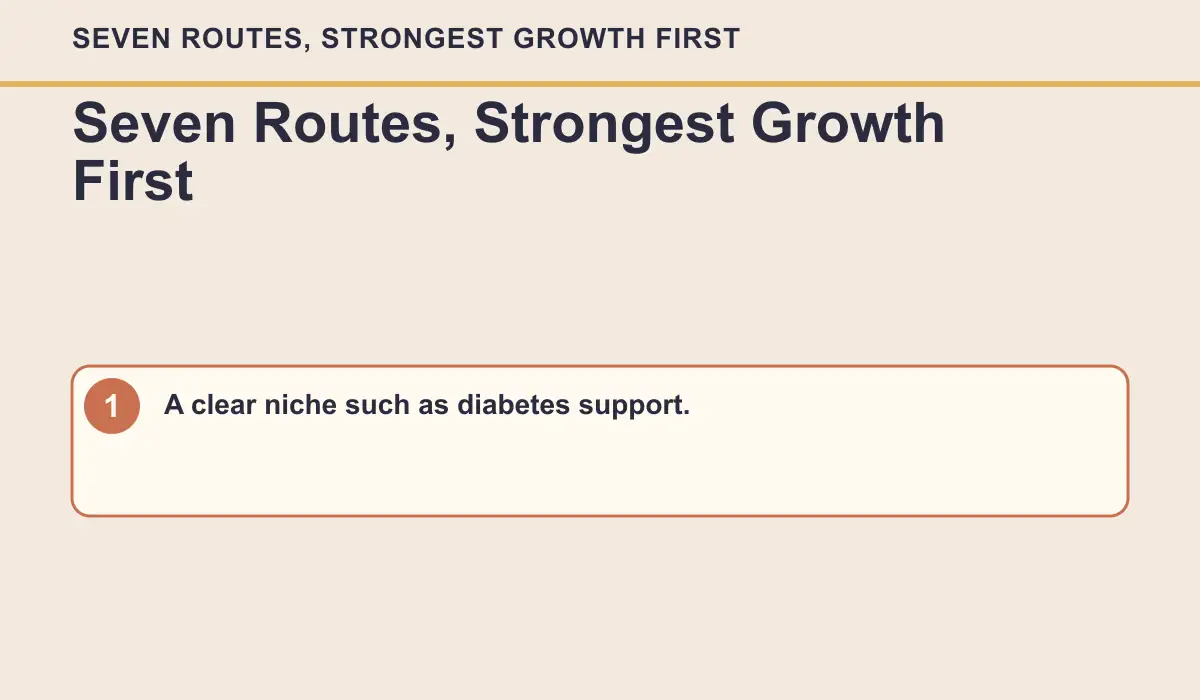 SEVEN ROUTES, STRONGEST GROWTH FIRST
Seven Routes, Strongest Growth
First
1
A clear niche such as diabetes support.